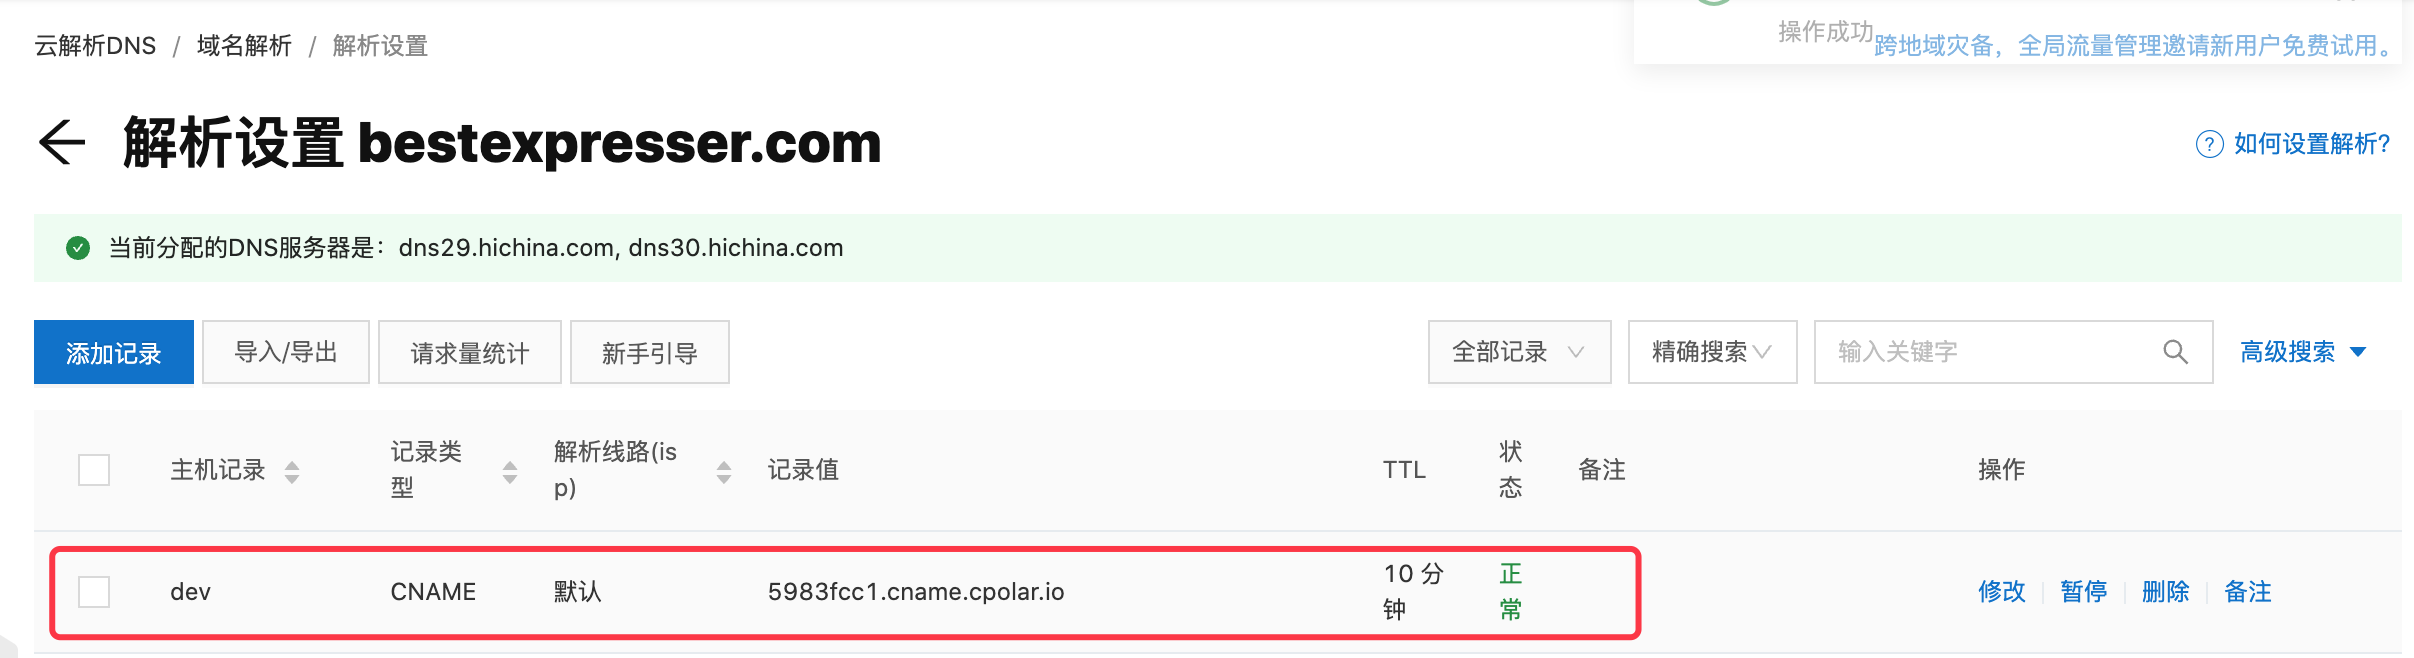 操作成功
跨地域灾备，全局流量管理邀请新用户免费试用。
云解析DNS / 域名解析 / 解析设置
解析设置 bestexpresser.com
? 如何设置解析?
当前分配的DNS服务器是：dns29.hichina.com, dns30.hichina.com
添加记录 导入/导出 请求量统计 新手引导 全部记录 精确搜索 输入关键字 高级搜索
主机记录 记录类型 解析线路(isp) 记录值 TTL 状态 备注 操作
dev CNAME 默认 5983fcc1.cname.cpolar.io 10 分钟 正常 修改 暂停 删除 备注